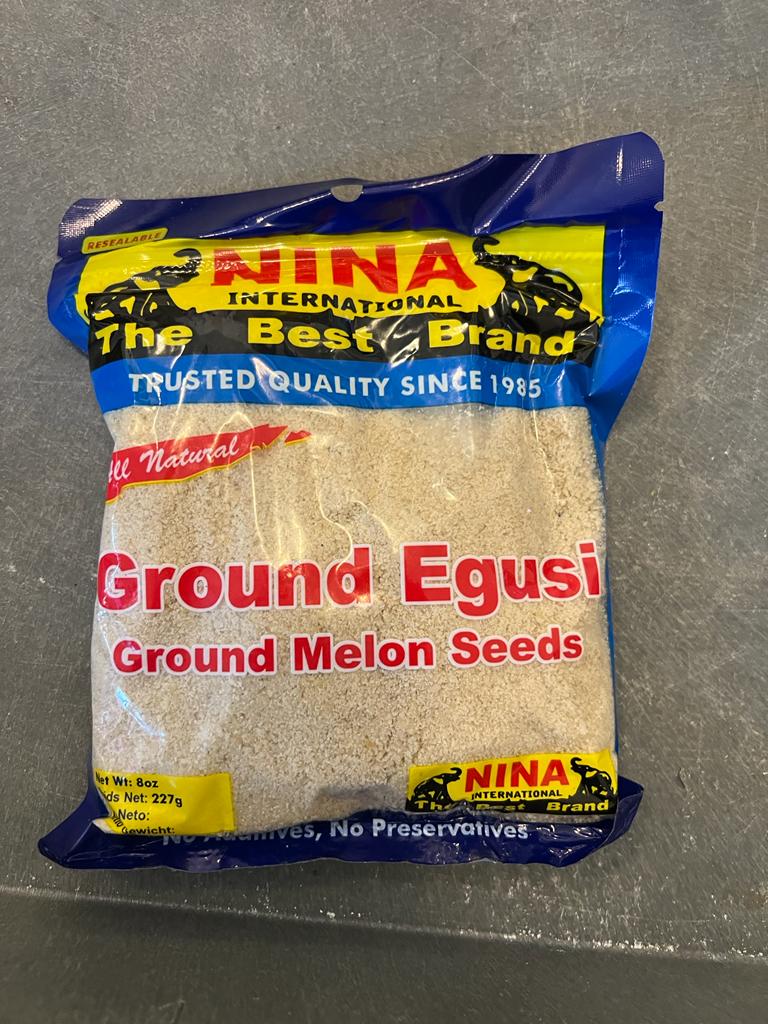 RESEALABLE
NINA
INTERNATIONAL
The Best Brand
TRUSTED QUALITY SINCE 1985
All Natural
Ground Egusi
Ground Melon Seeds
Net Wt: 8oz
Net: 227g
Neto:
Gewicht:
NINA
INTERNATIONAL
The Best Brand
No Additives, No Preservatives